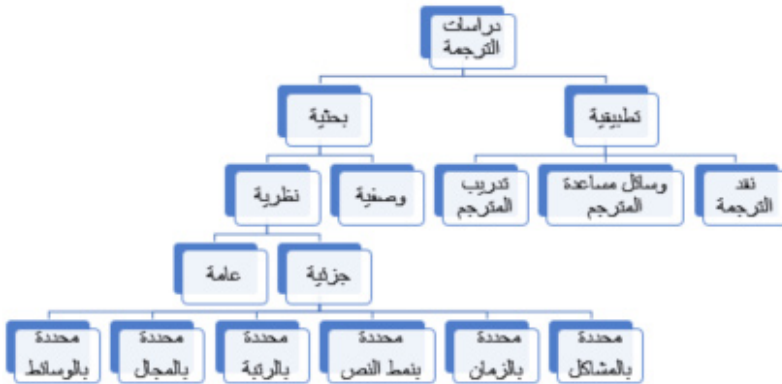 دراسات
الترجمة
تطبيقية
بحثية
نقد
الترجمة
وسائل مساعدة
المترجم
تدريب
المترجم
وصفية
نظرية
جزئية
عامة
محددة
بالمشاكل
محددة
بالزمان
محددة
بنمط النص
محددة
بالرتبة
محددة
بالمجال
محددة
بالوسائط